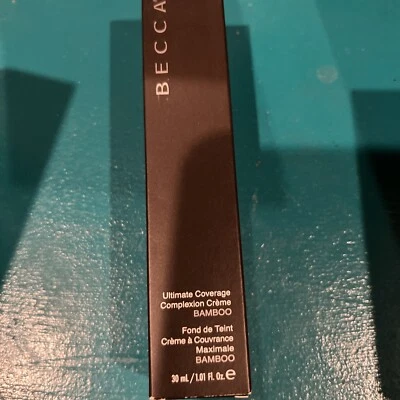 BECCA
Ultimate Coverage
Complexion Crème
BAMBOO
Fond de Teint
Crème à Couvrance
Maximale
BAMBOO
30 mL / 1.01 Fl. Oz. e